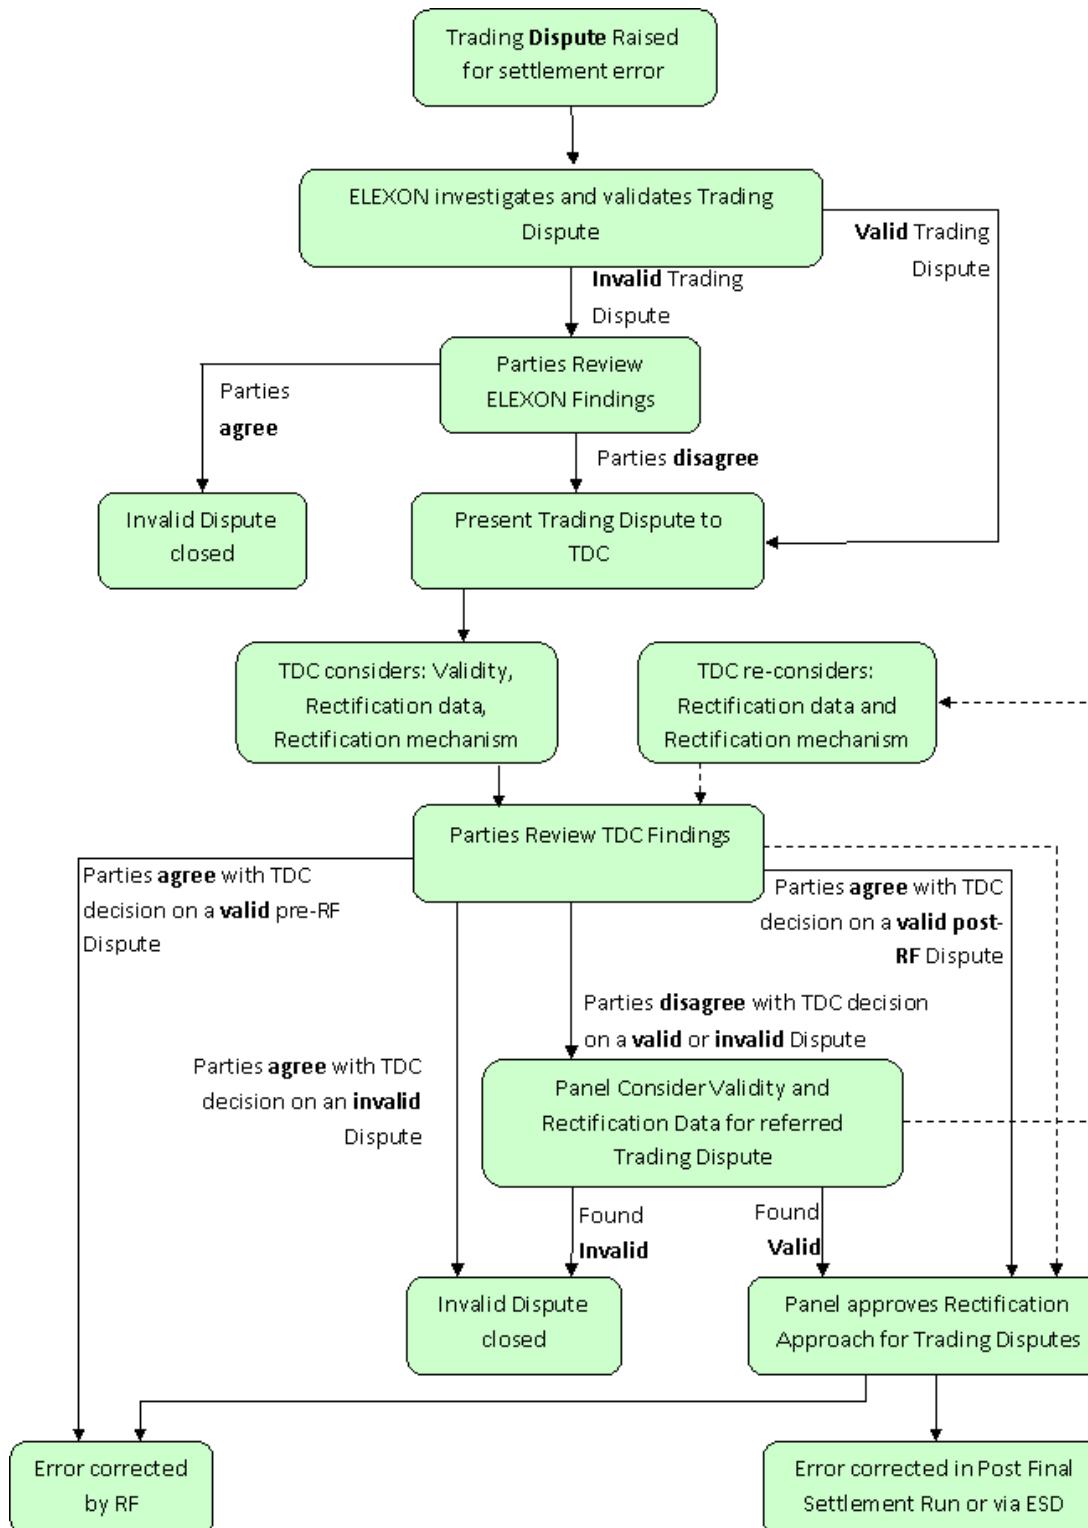 Trading Dispute Raised
for settlement error
ELEXON investigates and validates Trading
Dispute
Valid Trading
Dispute
Invalid Trading
Dispute
Parties Review
ELEXON Findings
Parties
agree
Parties disagree
Invalid Dispute
closed
Present Trading Dispute to
TDC
TDC considers: Validity,
Rectification data,
Rectification mechanism
TDC re-considers:
Rectification data and
Rectification mechanism
Parties Review TDC Findings
Parties agree with TDC
decision on a valid pre-RF
Dispute
Parties agree with TDC
decision on a valid post-
RF Dispute
Parties disagree with TDC decision
on a valid or invalid Dispute
Parties agree with TDC
decision on an invalid
Dispute
Panel Consider Validity and
Rectification Data for referred
Trading Dispute
Found
Invalid
Found
Valid
Invalid Dispute
closed
Panel approves Rectification
Approach for Trading Disputes
Error corrected
by RF
Error corrected in Post Final
Settlement Run or via ESD